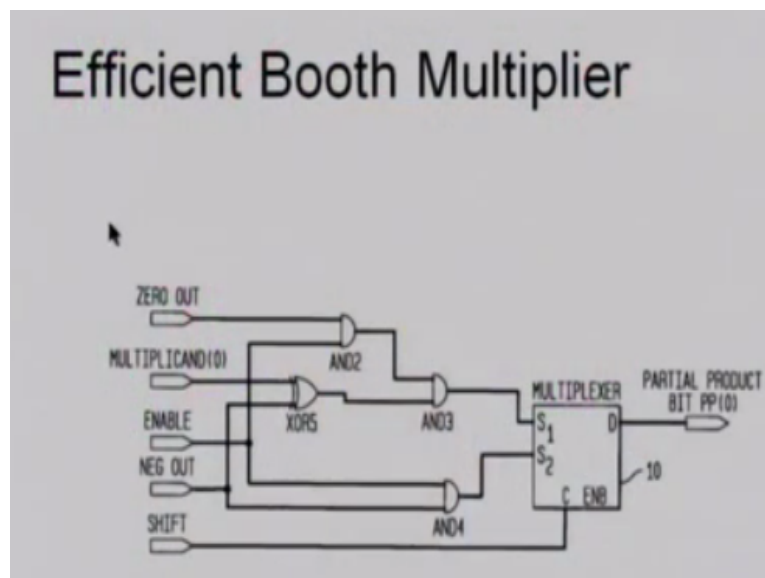 Efficient Booth Multiplier
ZERO OUT
AND2
MULTIPLICAND(0)
XOR5
AND3
MULTIPLEXER
PARTIAL PRODUCT
BIT PP(0)
ENABLE
S1
D
NEG OUT
S2
10
C ENB
AND4
SHIFT